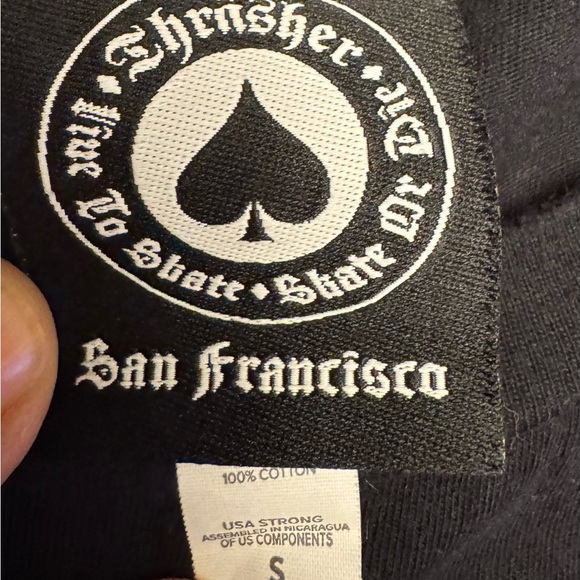 Thrasher
Live To Skate
Skate Or Die
San Francisco
100% COTTON
USA STRONG
ASSEMBLED IN NICARAGUA
OF US COMPONENTS
S